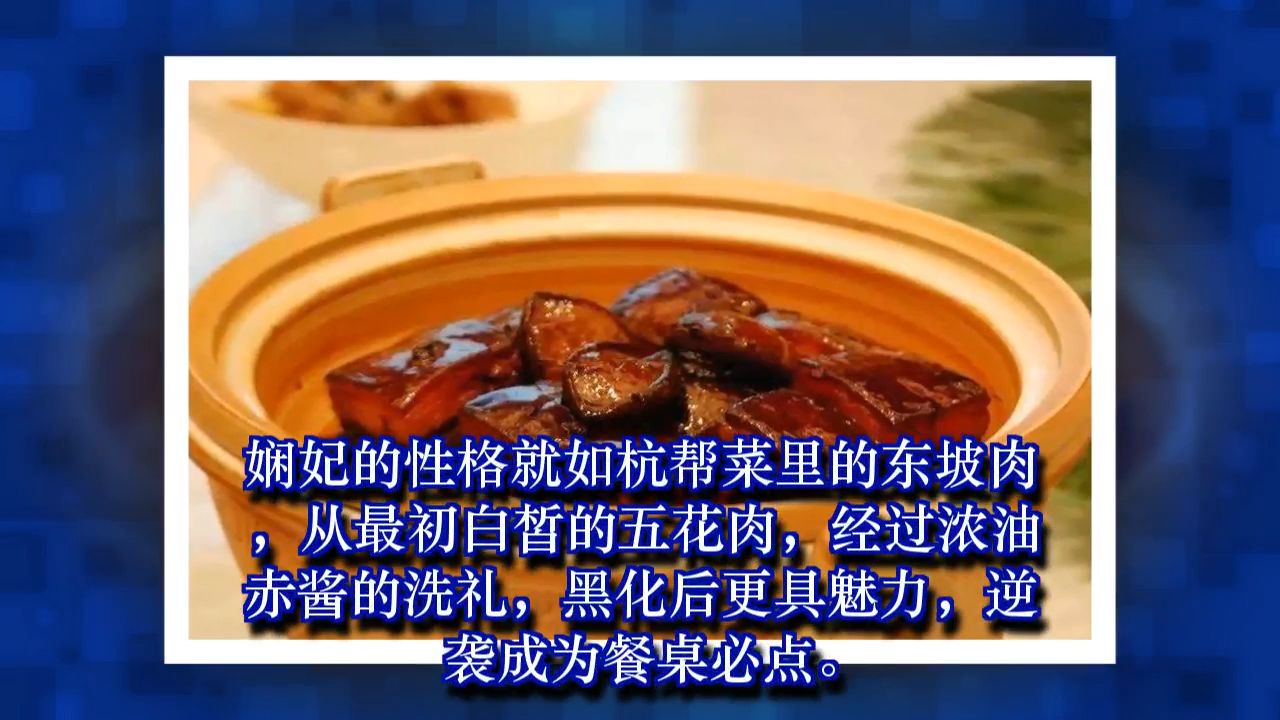 娴妃的性格就如杭帮菜里的东坡肉
，从最初白皙的五花肉，经过浓油
赤酱的洗礼，黑化后更具魅力，逆
袭成为餐桌必点。